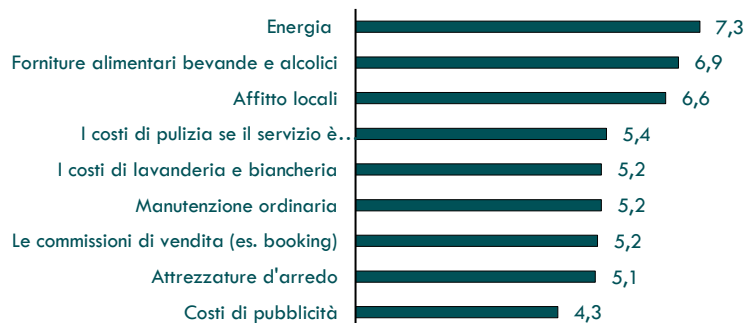 Energia 7,3
Forniture alimentari bevande e alcolici 6,9
Affitto locali 6,6
I costi di pulizia se il servizio è… 5,4
I costi di lavanderia e biancheria 5,2
Manutenzione ordinaria 5,2
Le commissioni di vendita (es. booking) 5,2
Attrezzature d'arredo 5,1
Costi di pubblicità 4,3